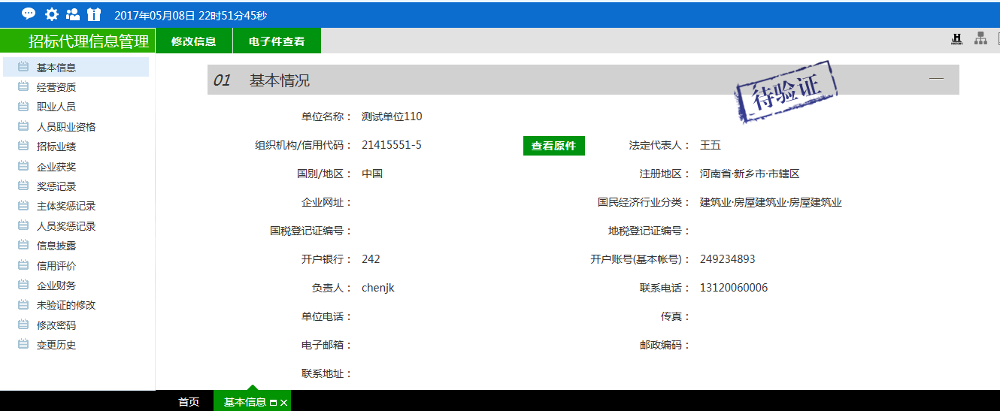 2017年05月08日 22时51分45秒
招标代理信息管理
修改信息 电子件查看
HISTORY
基本信息
经营资质
职业人员
人员职业资格
招标业绩
企业获奖
奖惩记录
主体奖惩记录
人员奖惩记录
信息披露
信用评价
企业财务
未验证的修改
修改密码
变更历史
01 基本情况
待验证
单位名称： 测试单位110
组织机构/信用代码： 21415551-5 查看原件 法定代表人： 王五
国别/地区： 中国 注册地区： 河南省·新乡市·市辖区
企业网址： 国民经济行业分类： 建筑业·房屋建筑业·房屋建筑业
国税登记证编号： 地税登记证编号：
开户银行： 242 开户账号(基本帐号)： 249234893
负责人： chenjk 联系电话： 13120060006
单位电话： 传真：
电子邮箱： 邮政编码：
联系地址：
首页 基本信息